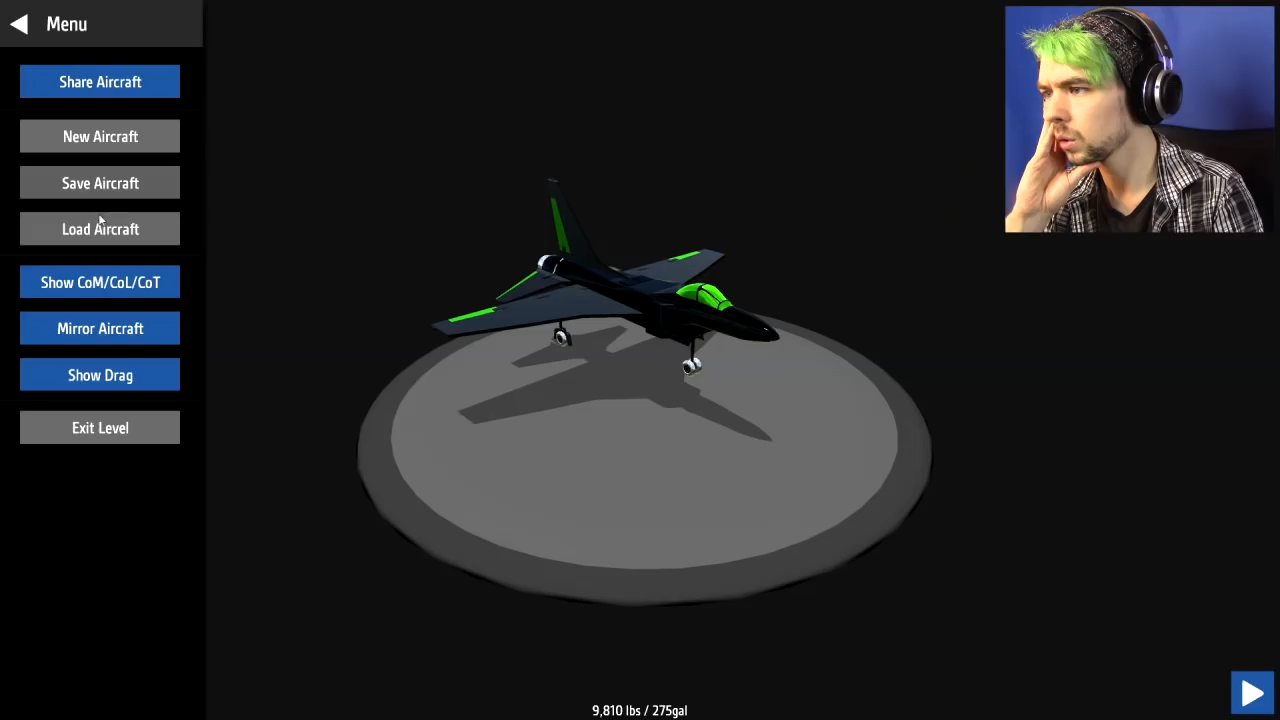 Menu
Share Aircraft
New Aircraft
Save Aircraft
Load Aircraft
Show CoM/CoL/CoT
Mirror Aircraft
Show Drag
Exit Level
9,810 lbs / 275gal